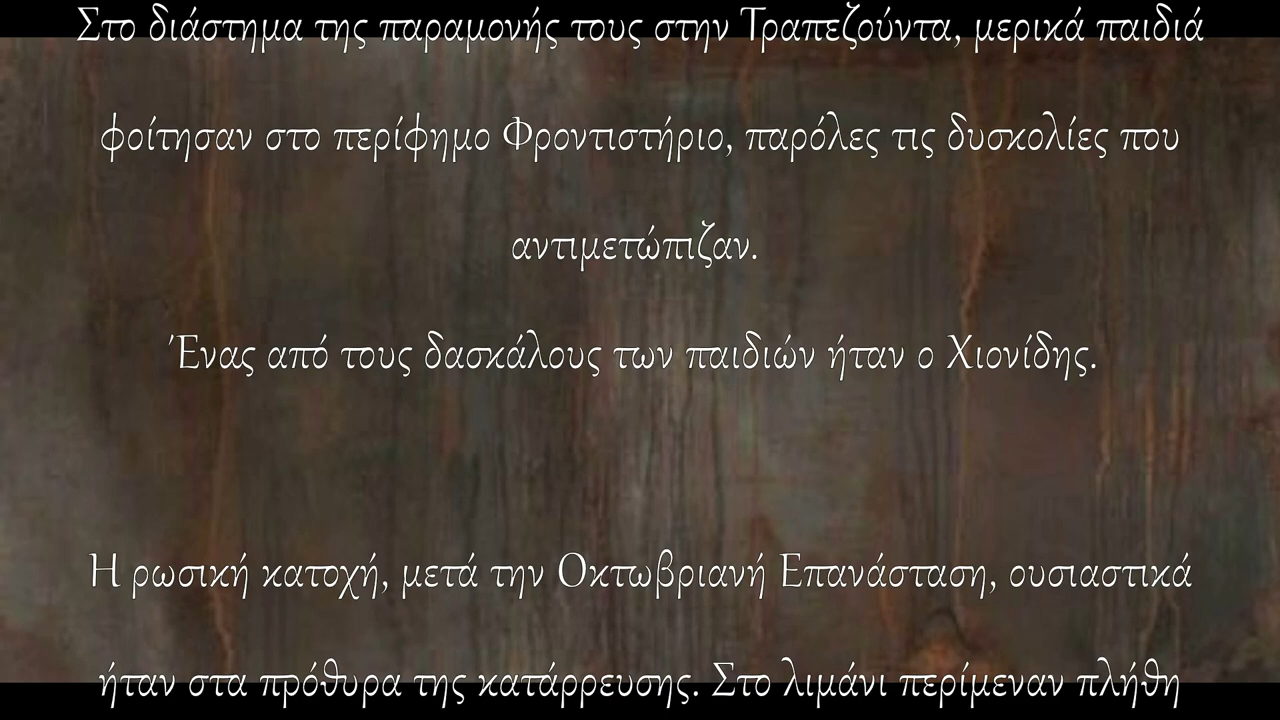 Στο διάστημα της παραμονής τους στην Τραπεζούντα, μερικά παιδιά
φοίτησαν στο περίφημο Φροντιστήριο, παρόλες τις δυσκολίες που
αντιμετώπιζαν.
Ένας από τους δασκάλους των παιδιών ήταν ο Χιονίδης.
Η ρωσική κατοχή, μετά την Οκτωβριανή Επανάσταση, ουσιαστικά
ήταν στα πρόθυρα της κατάρρευσης. Στο λιμάνι περίμεναν πλήθη